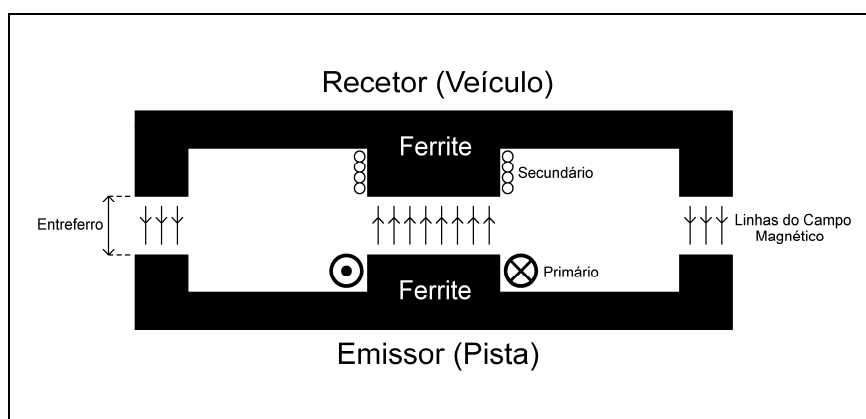 Recetor (Veículo)
Ferrite
Secundário
Entreferro
Linhas do Campo
Magnético
Primário
Ferrite
Emissor (Pista)